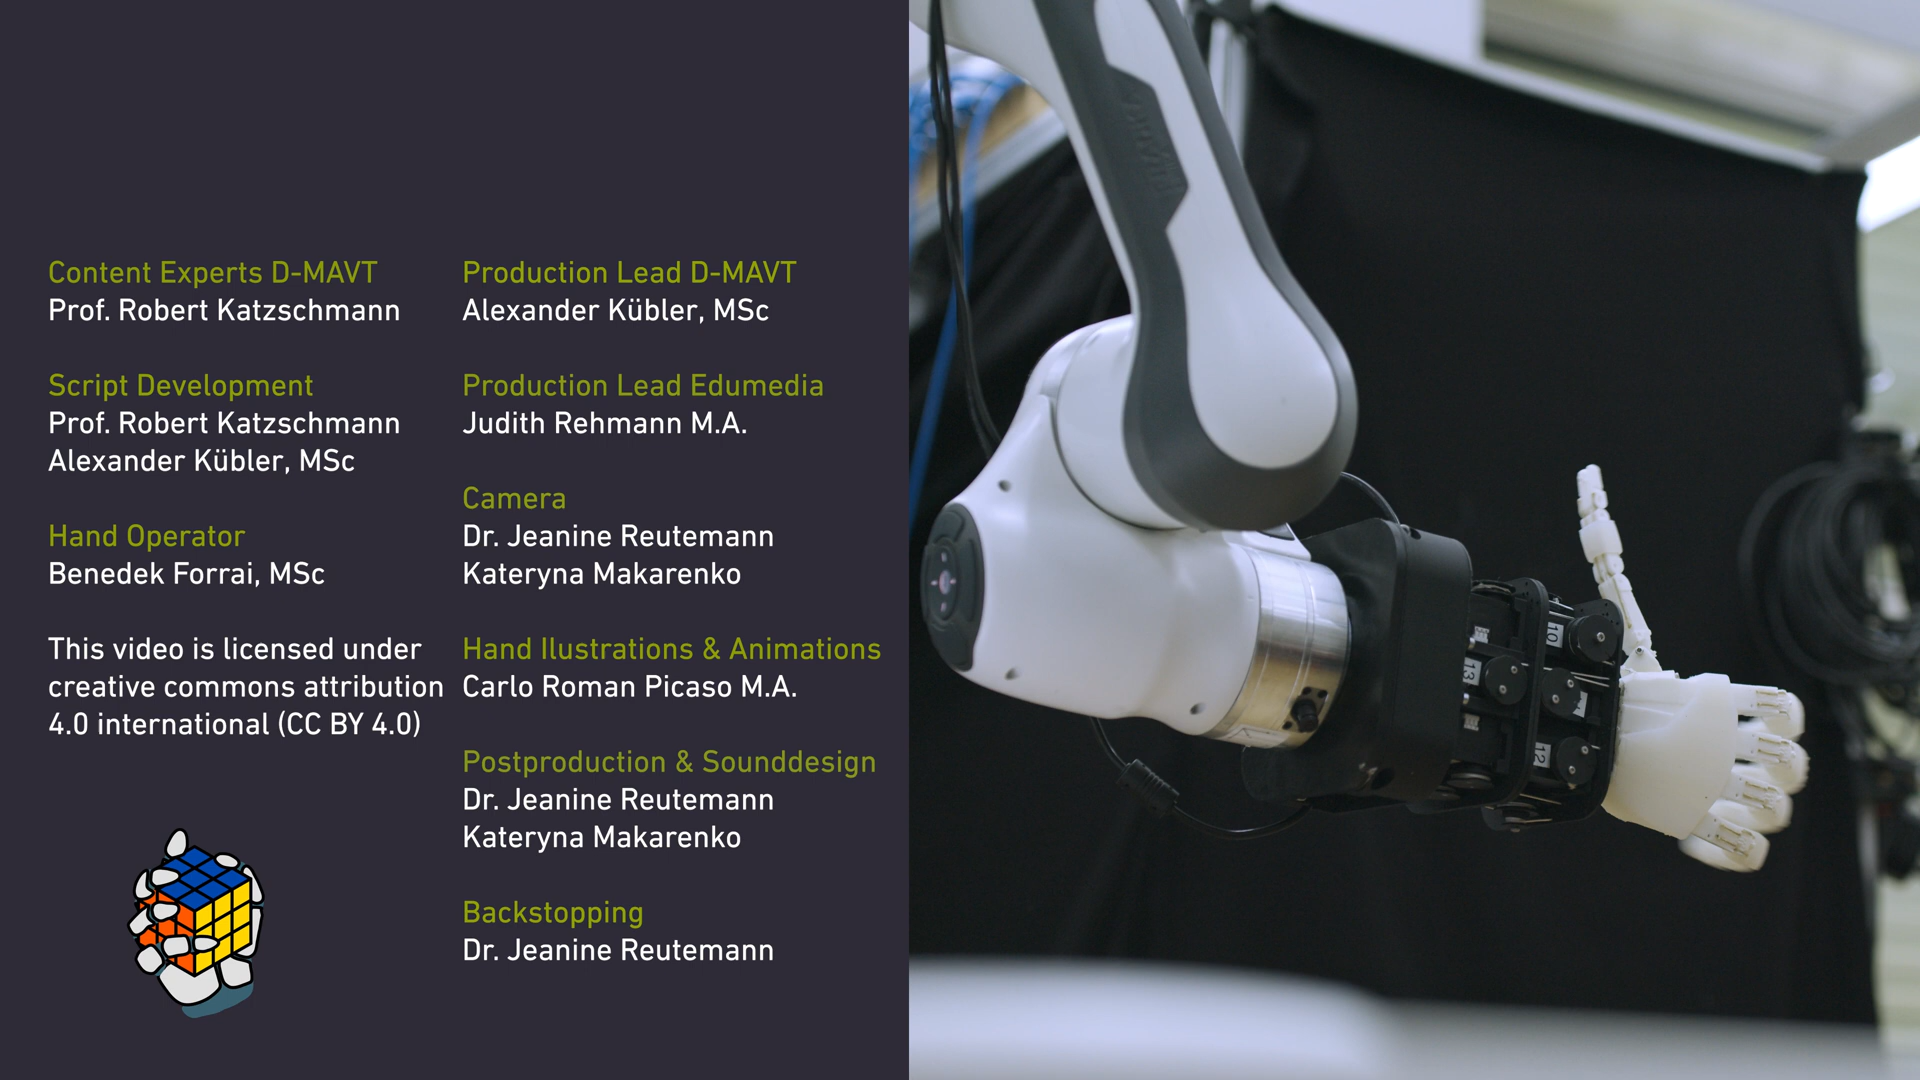 Content Experts D-MAVT
Prof. Robert Katzschmann
Script Development
Prof. Robert Katzschmann
Alexander Kübler, MSc
Hand Operator
Benedek Forrai, MSc
This video is licensed under
creative commons attribution
4.0 international (CC BY 4.0)
Production Lead D-MAVT
Alexander Kübler, MSc
Production Lead Edumedia
Judith Rehmann M.A.
Camera
Dr. Jeanine Reutemann
Kateryna Makarenko
Hand Ilustrations & Animations
Carlo Roman Picaso M.A.
Postproduction & Sounddesign
Dr. Jeanine Reutemann
Kateryna Makarenko
Backstopping
Dr. Jeanine Reutemann
10
13
12